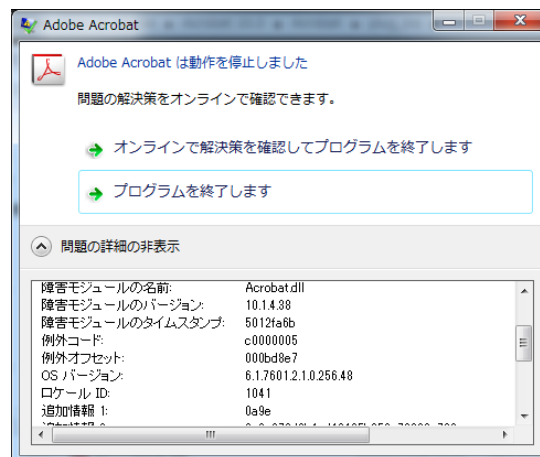 Adobe Acrobat
Adobe Acrobat は動作を停止しました
問題の解決策をオンラインで確認できます。
オンラインで解決策を確認してプログラムを終了します
プログラムを終了します
問題の詳細の非表示
障害モジュールの名前: Acrobat.dll
障害モジュールのバージョン: 10.1.4.38
障害モジュールのタイムスタンプ: 5012fa6b
例外コード: c0000005
例外オフセット: 000bd8e7
OS バージョン: 6.1.7601.2.1.0.256.48
ロケール ID: 1041
追加情報 1: 0a9e